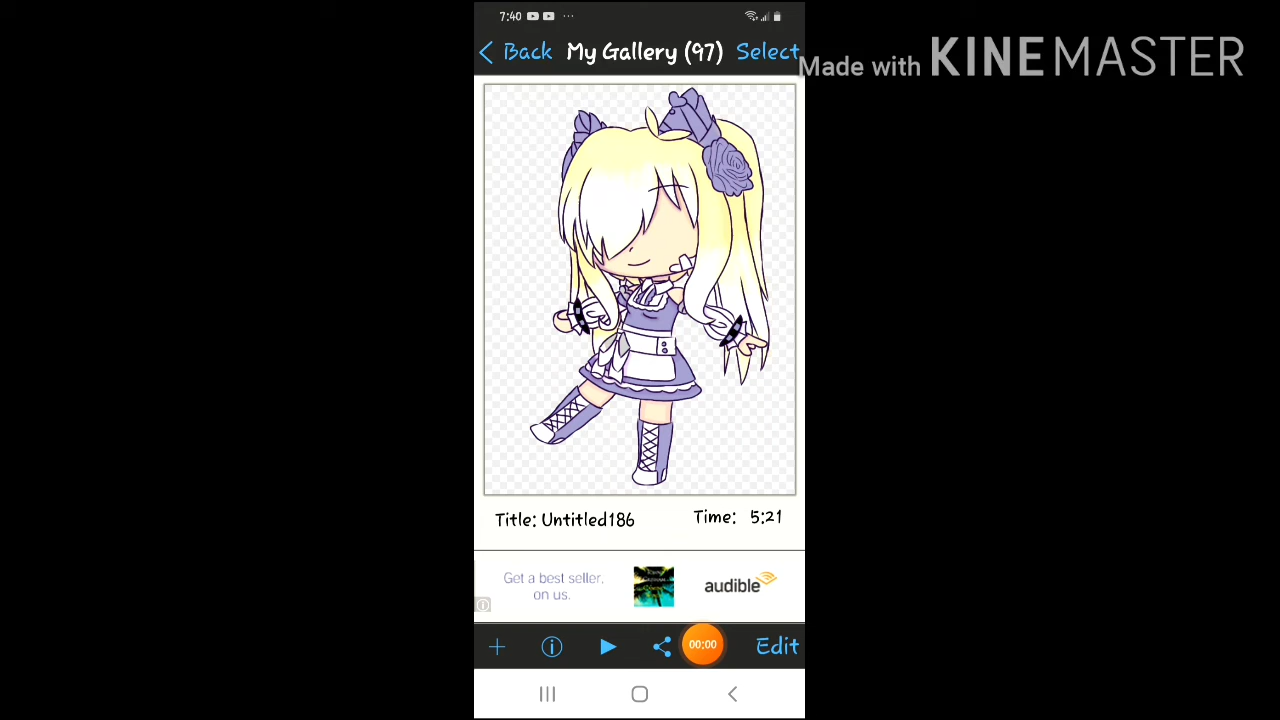 7:40
Back My Gallery (97) Select
Made with KINEMASTER
Title: Untitled186 Time: 5:21
Get a best seller,
on us.
audible
00:00
Edit